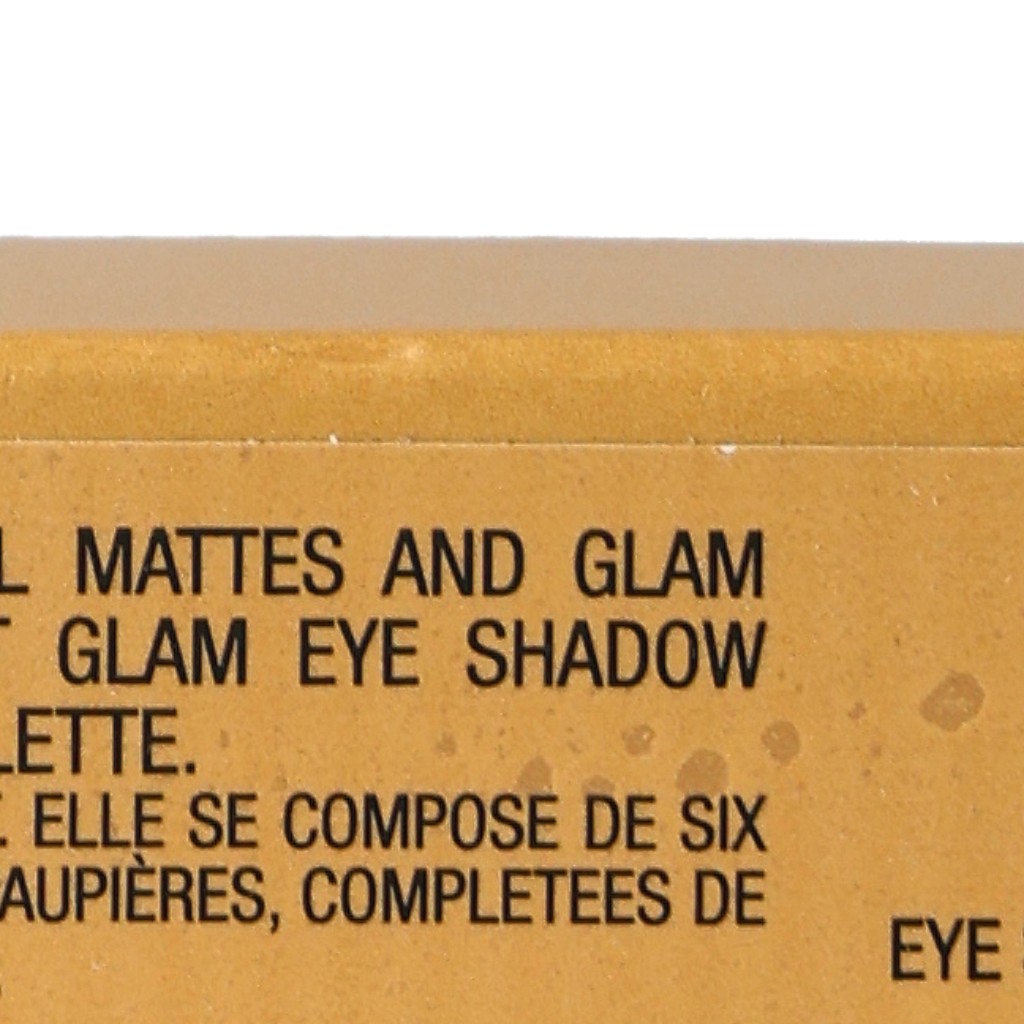 L MATTES AND GLAM
T GLAM EYE SHADOW
LETTE.
ELLE SE COMPOSE DE SIX
AUPIÈRES, COMPLETEES DE
EYE